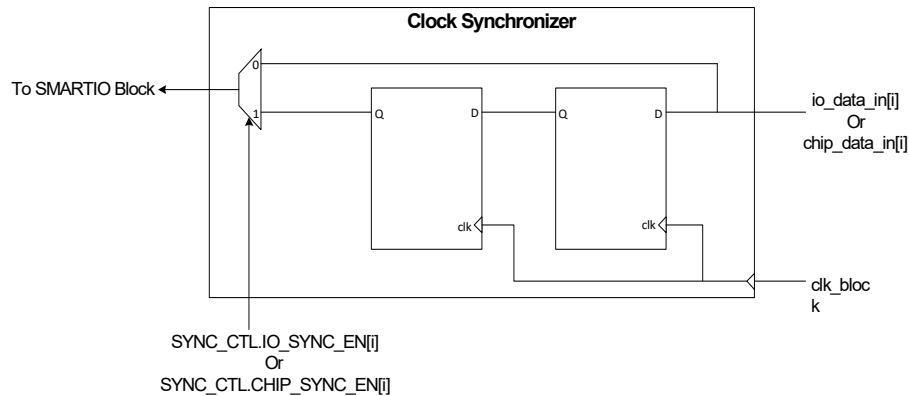 Clock Synchronizer
0
To SMARTIO Block
1
Q
D
Q
D
io_data_in[i]
Or
chip_data_in[i]
clk
clk
clk_bloc
k
SYNC_CTL.IO_SYNC_EN[i]
Or
SYNC_CTL.CHIP_SYNC_EN[i]